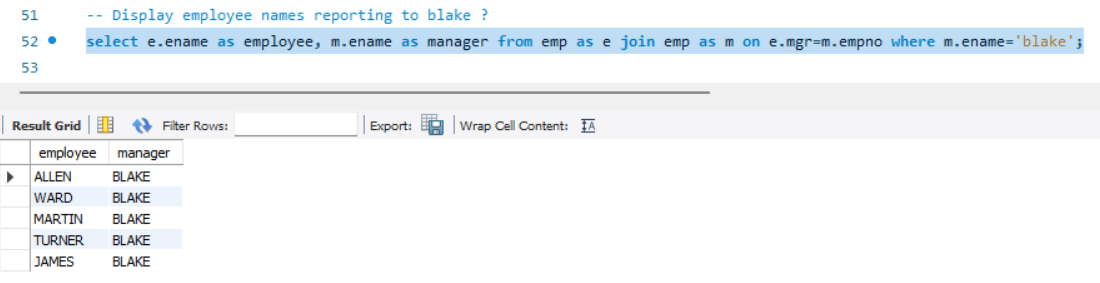 51 -- Display employee names reporting to blake ?
52 select e.ename as employee, m.ename as manager from emp as e join emp as m on e.mgr=m.empno where m.ename='blake';
53
Result Grid Filter Rows: Export: Wrap Cell Content: IA
employee manager
ALLEN BLAKE
WARD BLAKE
MARTIN BLAKE
TURNER BLAKE
JAMES BLAKE